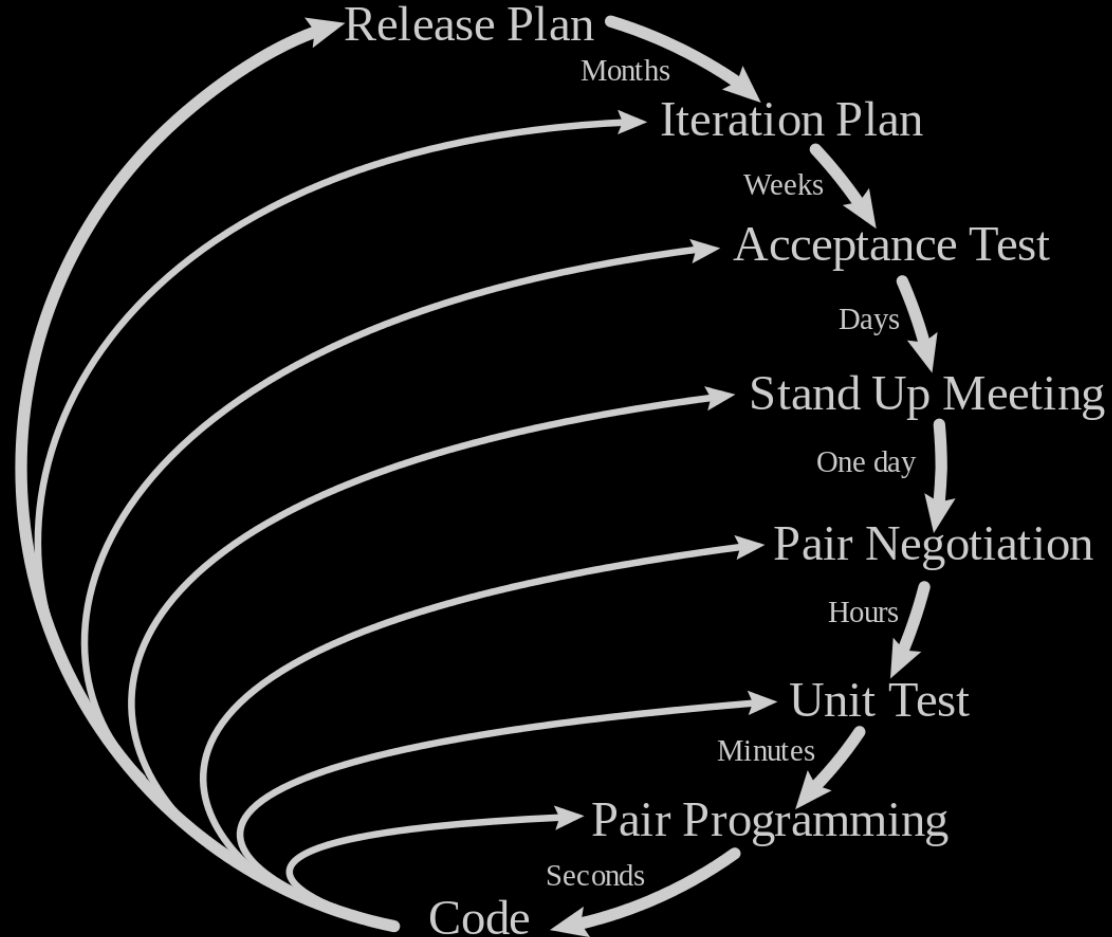 Release Plan
Months
Iteration Plan
Weeks
Acceptance Test
Days
Stand Up Meeting
One day
Pair Negotiation
Hours
Unit Test
Minutes
Pair Programming
Seconds
Code